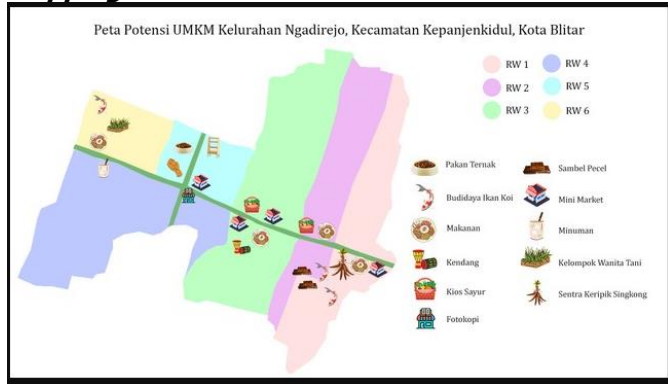 Peta Potensi UMKM Kelurahan Ngadirejo, Kecamatan Kepanjenkidul, Kota Blitar
RW 1
RW 4
RW 2
RW 5
RW 3
RW 6
Pakan Ternak
Sambel Pecel
Budidaya Ikan Koi
Mini Market
Makanan
Minuman
Kendang
Kelompok Wanita Tani
Kios Sayur
Sentra Keripik Singkong
Fotokopi